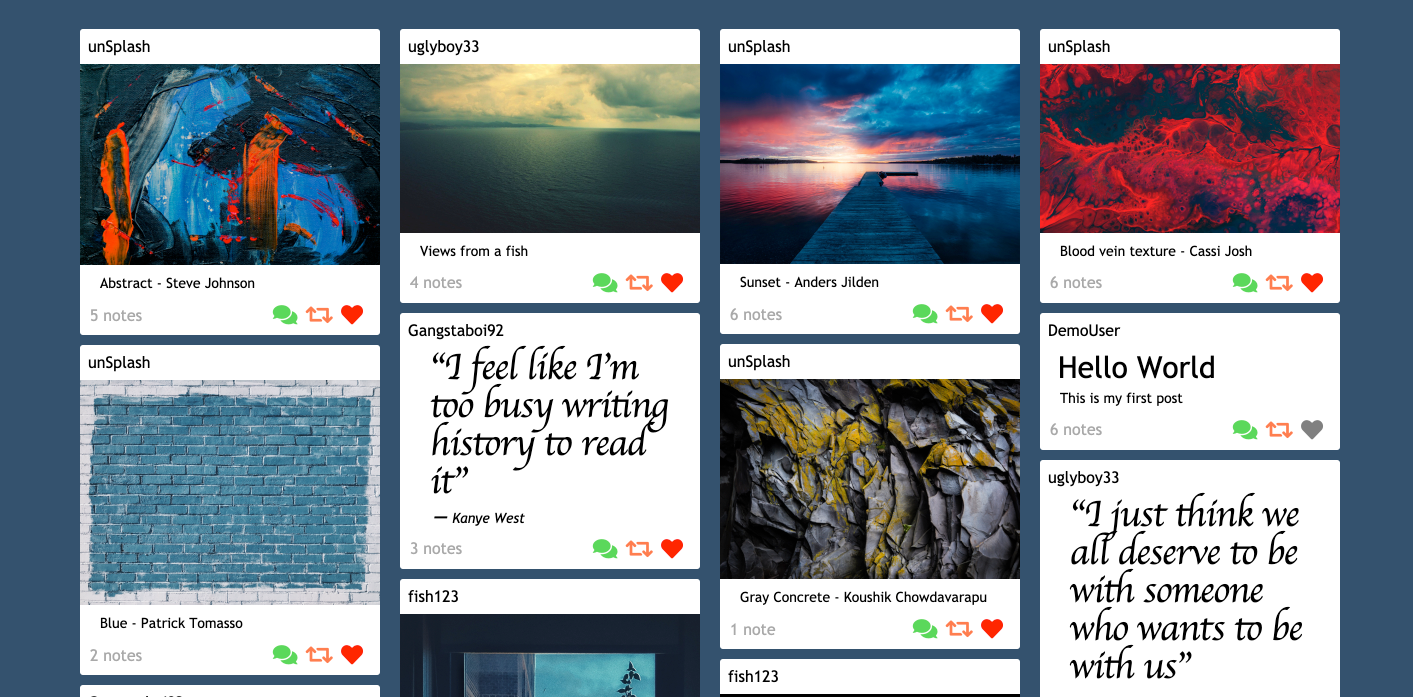 unSplash
Abstract - Steve Johnson
5 notes
unSplash
Blue - Patrick Tomasso
2 notes
uglyboy33
Views from a fish
4 notes
Gangstaboi92
“I feel like I'm
too busy writing
history to read
it”
— Kanye West
3 notes
fish123
unSplash
Sunset - Anders Jilden
6 notes
unSplash
Gray Concrete - Koushik Chowdavarapu
1 note
fish123
unSplash
Blood vein texture - Cassi Josh
6 notes
DemoUser
Hello World
This is my first post
6 notes
uglyboy33
“I just think we
all deserve to be
with someone
who wants to be
with us”